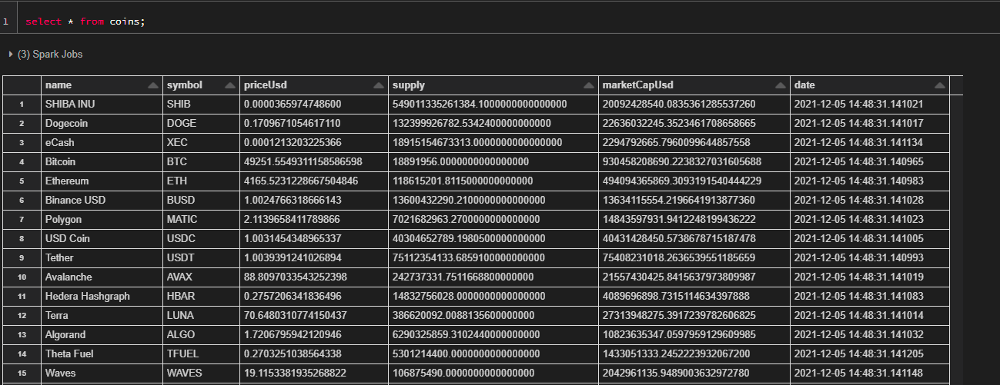 1 select * from coins;
(3) Spark Jobs
name symbol priceUsd supply marketCapUsd date
1 SHIBA INU SHIB 0.0000365974748600 549011335261384.1000000000000000 20092428540.0835361285537260 2021-12-05 14:48:31.141021
2 Dogecoin DOGE 0.1709671054617110 132399926782.5342400000000000 22636032245.3523461708658665 2021-12-05 14:48:31.141017
3 eCash XEC 0.0001213203225366 18915154673313.0000000000000000 2294792665.7960099644857558 2021-12-05 14:48:31.141134
4 Bitcoin BTC 49251.5549311158586598 18891956.0000000000000000 930458208690.2238327031605688 2021-12-05 14:48:31.140965
5 Ethereum ETH 4165.5231228667504846 118615201.8115000000000000 494094365869.3093191540444229 2021-12-05 14:48:31.140983
6 Binance USD BUSD 1.0024766318666143 13600432290.2100000000000000 13634115554.2196641913877360 2021-12-05 14:48:31.141028
7 Polygon MATIC 2.1139658411789866 7021682963.2700000000000000 14843597931.9412248199436222 2021-12-05 14:48:31.141023
8 USD Coin USDC 1.0031454348965337 40304652789.1980500000000000 40431428450.5738678715187478 2021-12-05 14:48:31.141005
9 Tether USDT 1.0039391241026894 75112354133.6859100000000000 75408231018.2636539551185659 2021-12-05 14:48:31.140993
10 Avalanche AVAX 88.8097033543252398 242737331.7511668800000000 21557430425.8415637973809987 2021-12-05 14:48:31.141019
11 Hedera Hashgraph HBAR 0.2757206341836496 14832756028.0000000000000000 4089696898.7315114634397888 2021-12-05 14:48:31.141083
12 Terra LUNA 70.6480310774150437 386620092.0088135600000000 27313948275.3917239782606825 2021-12-05 14:48:31.141014
13 Algorand ALGO 1.7206795942120946 6290325859.3102440000000000 10823635347.0597959129609985 2021-12-05 14:48:31.141032
14 Theta Fuel TFUEL 0.2703251038564338 5301214400.0000000000000000 1433051333.2452223932067200 2021-12-05 14:48:31.141205
15 Waves WAVES 19.1153381935268822 106875490.0000000000000000 2042961135.9489003632972780 2021-12-05 14:48:31.141148